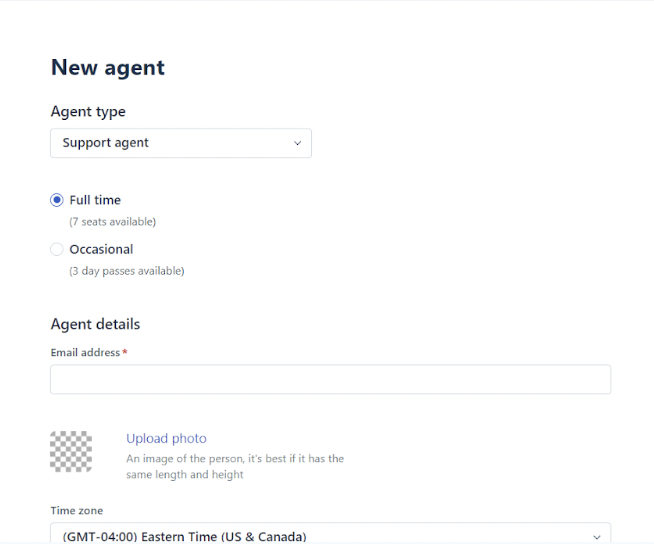 New agent
Agent type
Support agent
Full time
(7 seats available)
Occasional
(3 day passes available)
Agent details
Email address*
Upload photo
An image of the person, it's best if it has the
same length and height
Time zone
(GMT-04:00) Eastern Time (US & Canada)